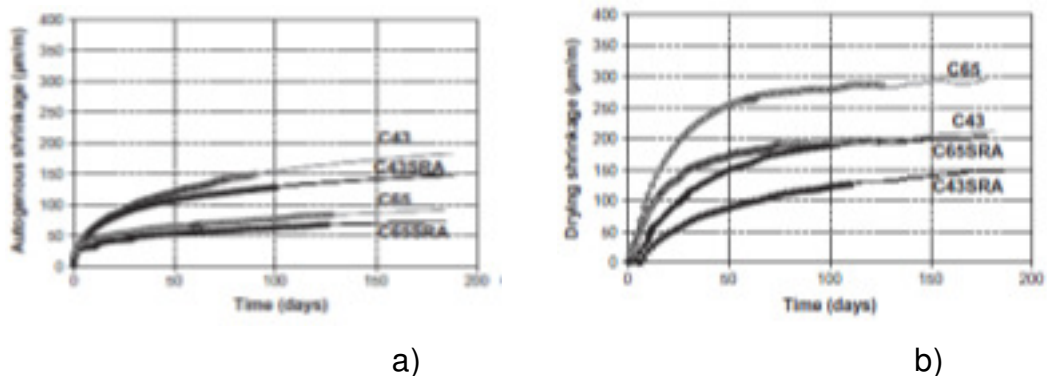 400
350
300
250
200
150
100
50
0
Autogenous shrinkage (μm/m)
C43
C43SRA
C65
C65SRA
0 50 100 150 200
Time (days)
a)
400
350
300
250
200
150
100
50
0
Drying shrinkage (μm/m)
C65
C43
C65SRA
C43SRA
0 50 100 150 200
Time (days)
b)